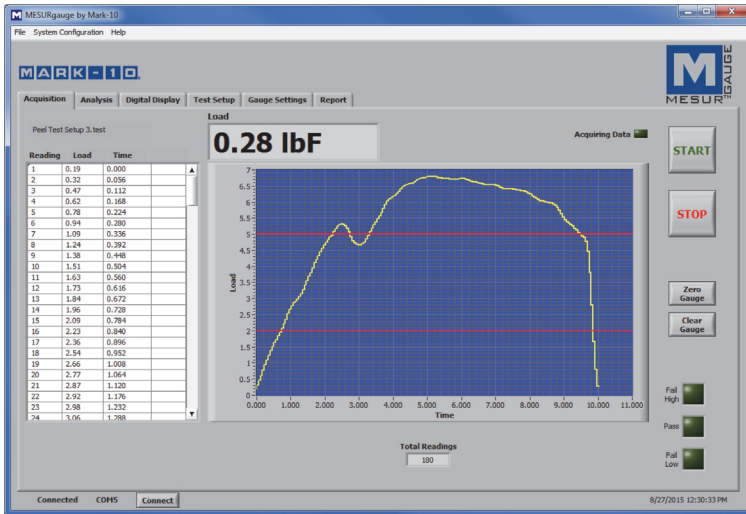 MESURgauge by Mark-10
File System Configuration Help
MARK-10
M
MESUR GAUGE
Acquisition Analysis Digital Display Test Setup Gauge Settings Report
Load
Peel Test Setup 3.test
0.28 lbF
Acquiring Data
START
STOP
Zero
Gauge
Clear
Gauge
Fail
High
Pass
Fail
Low
Reading Load Time
1 0.19 0.000
2 0.32 0.056
3 0.47 0.112
4 0.62 0.168
5 0.78 0.224
6 0.94 0.280
7 1.09 0.336
8 1.24 0.392
9 1.38 0.448
10 1.51 0.504
11 1.63 0.560
12 1.73 0.616
13 1.84 0.672
14 1.96 0.728
15 2.09 0.784
16 2.23 0.840
17 2.36 0.896
18 2.54 0.952
19 2.66 1.008
20 2.77 1.064
21 2.87 1.120
22 2.92 1.176
23 2.98 1.232
24 3.06 1.288
Load
7
6.5
6
5.5
5
4.5
4
3.5
3
2.5
2
1.5
1
0.5
0
0.000 1.000 2.000 3.000 4.000 5.000 6.000 7.000 8.000 9.000 10.000 11.000
Time
Total Readings
180
Connected COM5 Connect
8/27/2015 12:30:33 PM